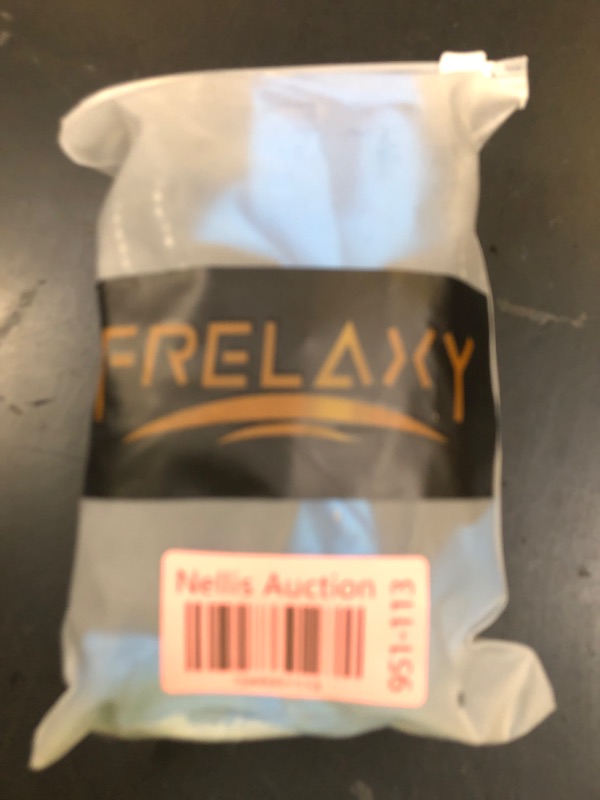 FRELAXY
Nellis Auction
951-113